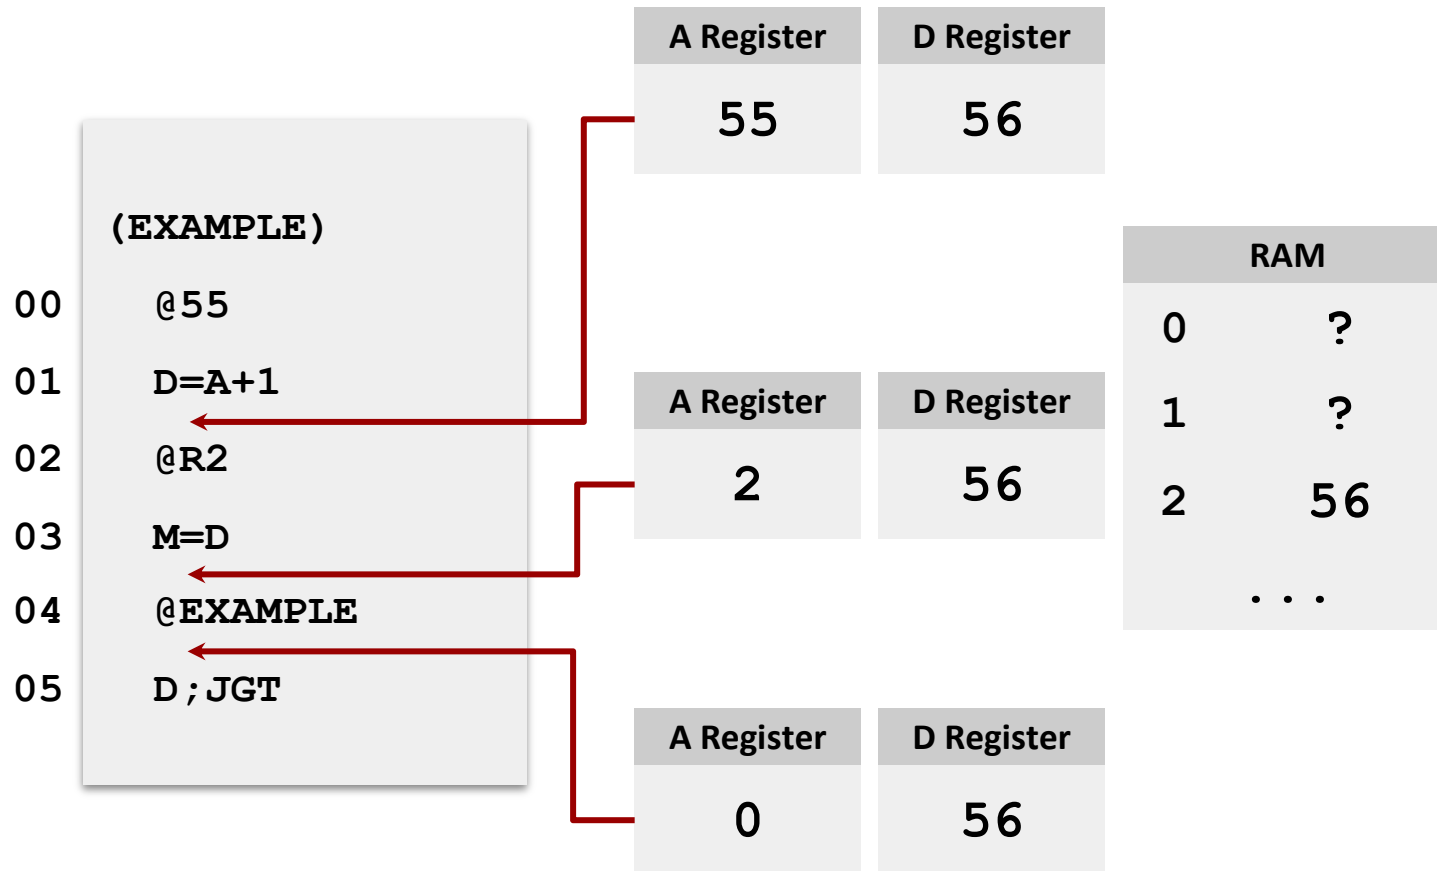 (EXAMPLE)
00 @55
01 D=A+1
02 @R2
03 M=D
04 @EXAMPLE
05 D;JGT
A Register D Register
55 56
A Register D Register
2 56
A Register D Register
0 56
RAM
0 ?
1 ?
2 56
...